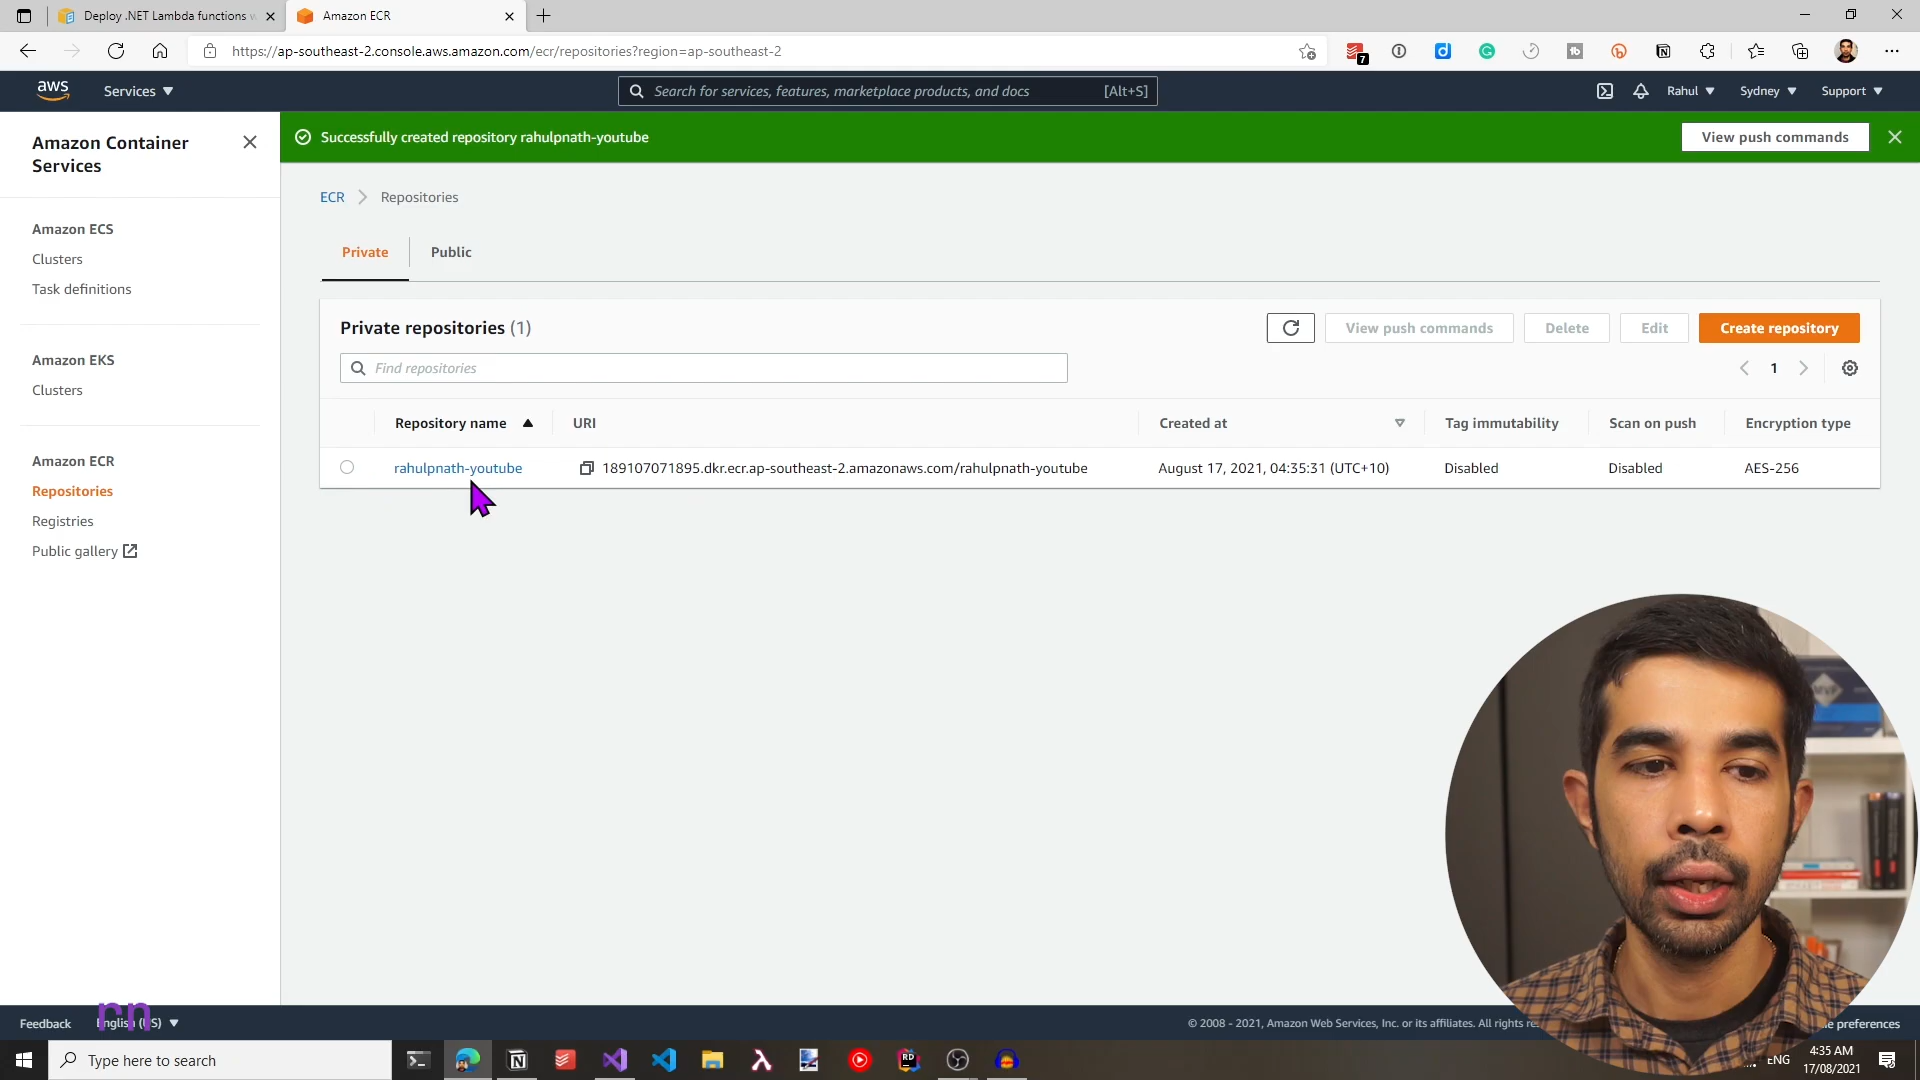 Deploy .NET Lambda functions w
Amazon ECR
https://ap-southeast-2.console.aws.amazon.com/ecr/repositories?region=ap-southeast-2
7
aws
Services
Search for services, features, marketplace products, and docs
[Alt+S]
Rahul
Sydney
Support
Amazon Container
Services
Successfully created repository rahulpnath-youtube
View push commands
ECR
Repositories
Amazon ECS
Clusters
Task definitions
Private
Public
Private repositories (1)
View push commands
Delete
Edit
Create repository
Find repositories
1
Amazon EKS
Clusters
Repository name
URI
Created at
Tag immutability
Scan on push
Encryption type
rahulpnath-youtube
189107071895.dkr.ecr.ap-southeast-2.amazonaws.com/rahulpnath-youtube
August 17, 2021, 04:35:31 (UTC+10)
Disabled
Disabled
AES-256
Amazon ECR
Repositories
Registries
Public gallery
MVP
rn
Feedback
English (US)
© 2008 - 2021, Amazon Web Services, Inc. or its affiliates. All rights
preferences
Type here to search
RD
ENG
4:35 AM
17/08/2021